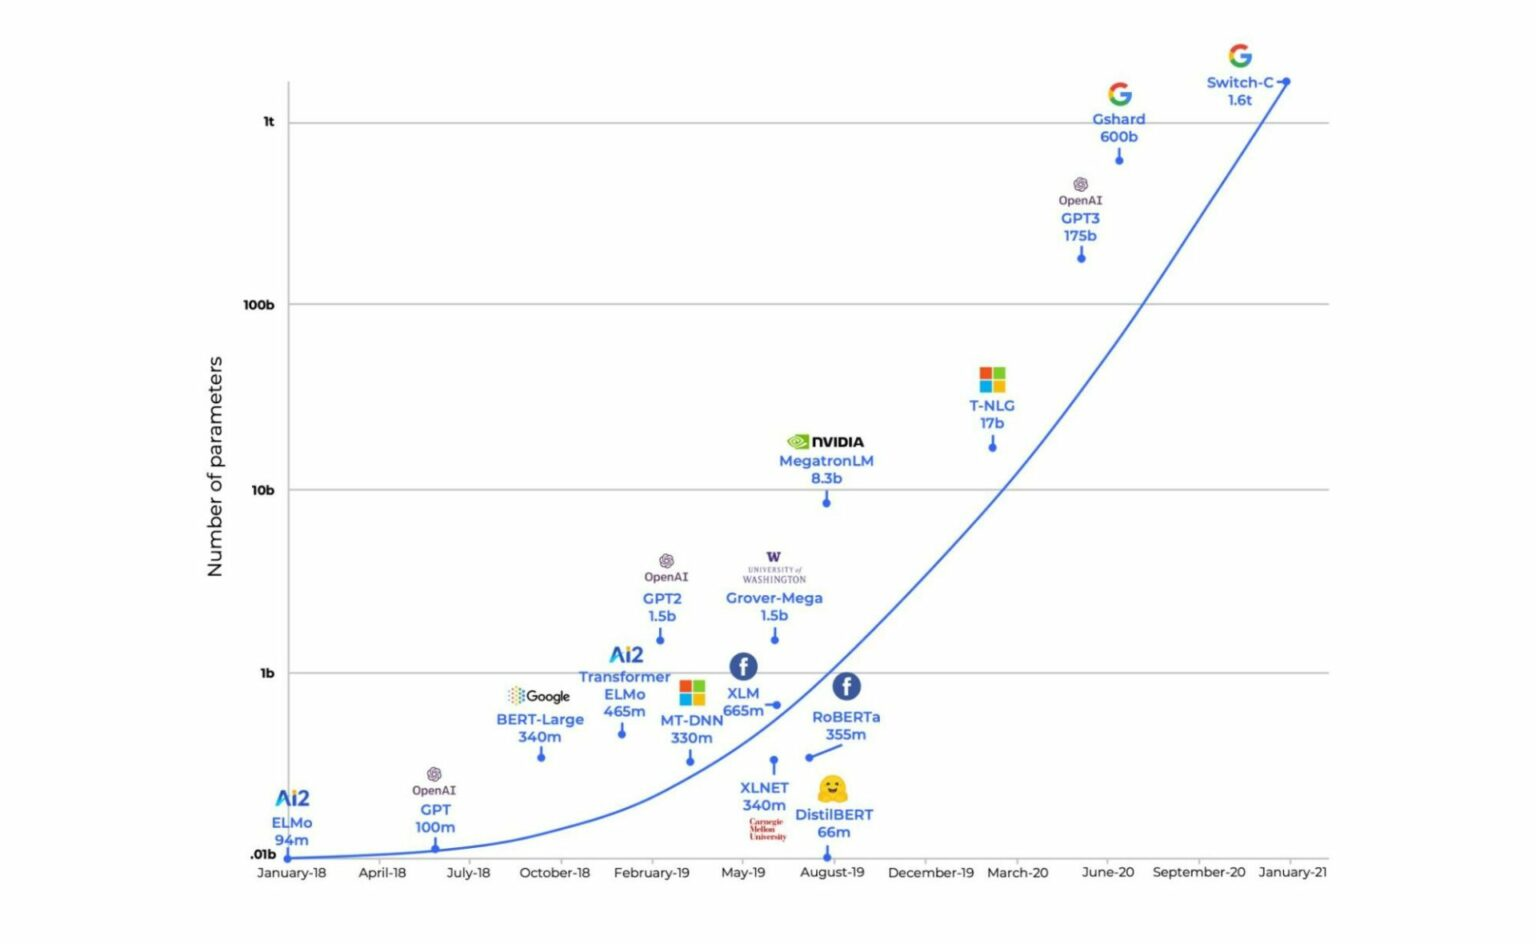 Switch-C
1.6t
Gshard
600b
1t
OpenAI
GPT3
175b
100b
Number of parameters
T-NLG
17b
NVIDIA
MegatronLM
8.3b
10b
W
UNIVERSITY of
WASHINGTON
Grover-Mega
1.5b
OpenAI
GPT2
1.5b
Ai2
Transformer
ELMo
465m
1b
f
XLM
665m
f
RoBERTa
355m
MT-DNN
330m
Google
BERT-Large
340m
OpenAI
GPT
100m
XLNET
340m
Carnegie
Mellon
University
DistilBERT
66m
Ai2
ELMo
94m
.01b
January-18 April-18 July-18 October-18 February-19 May-19 August-19 December-19 March-20 June-20 September-20 January-21